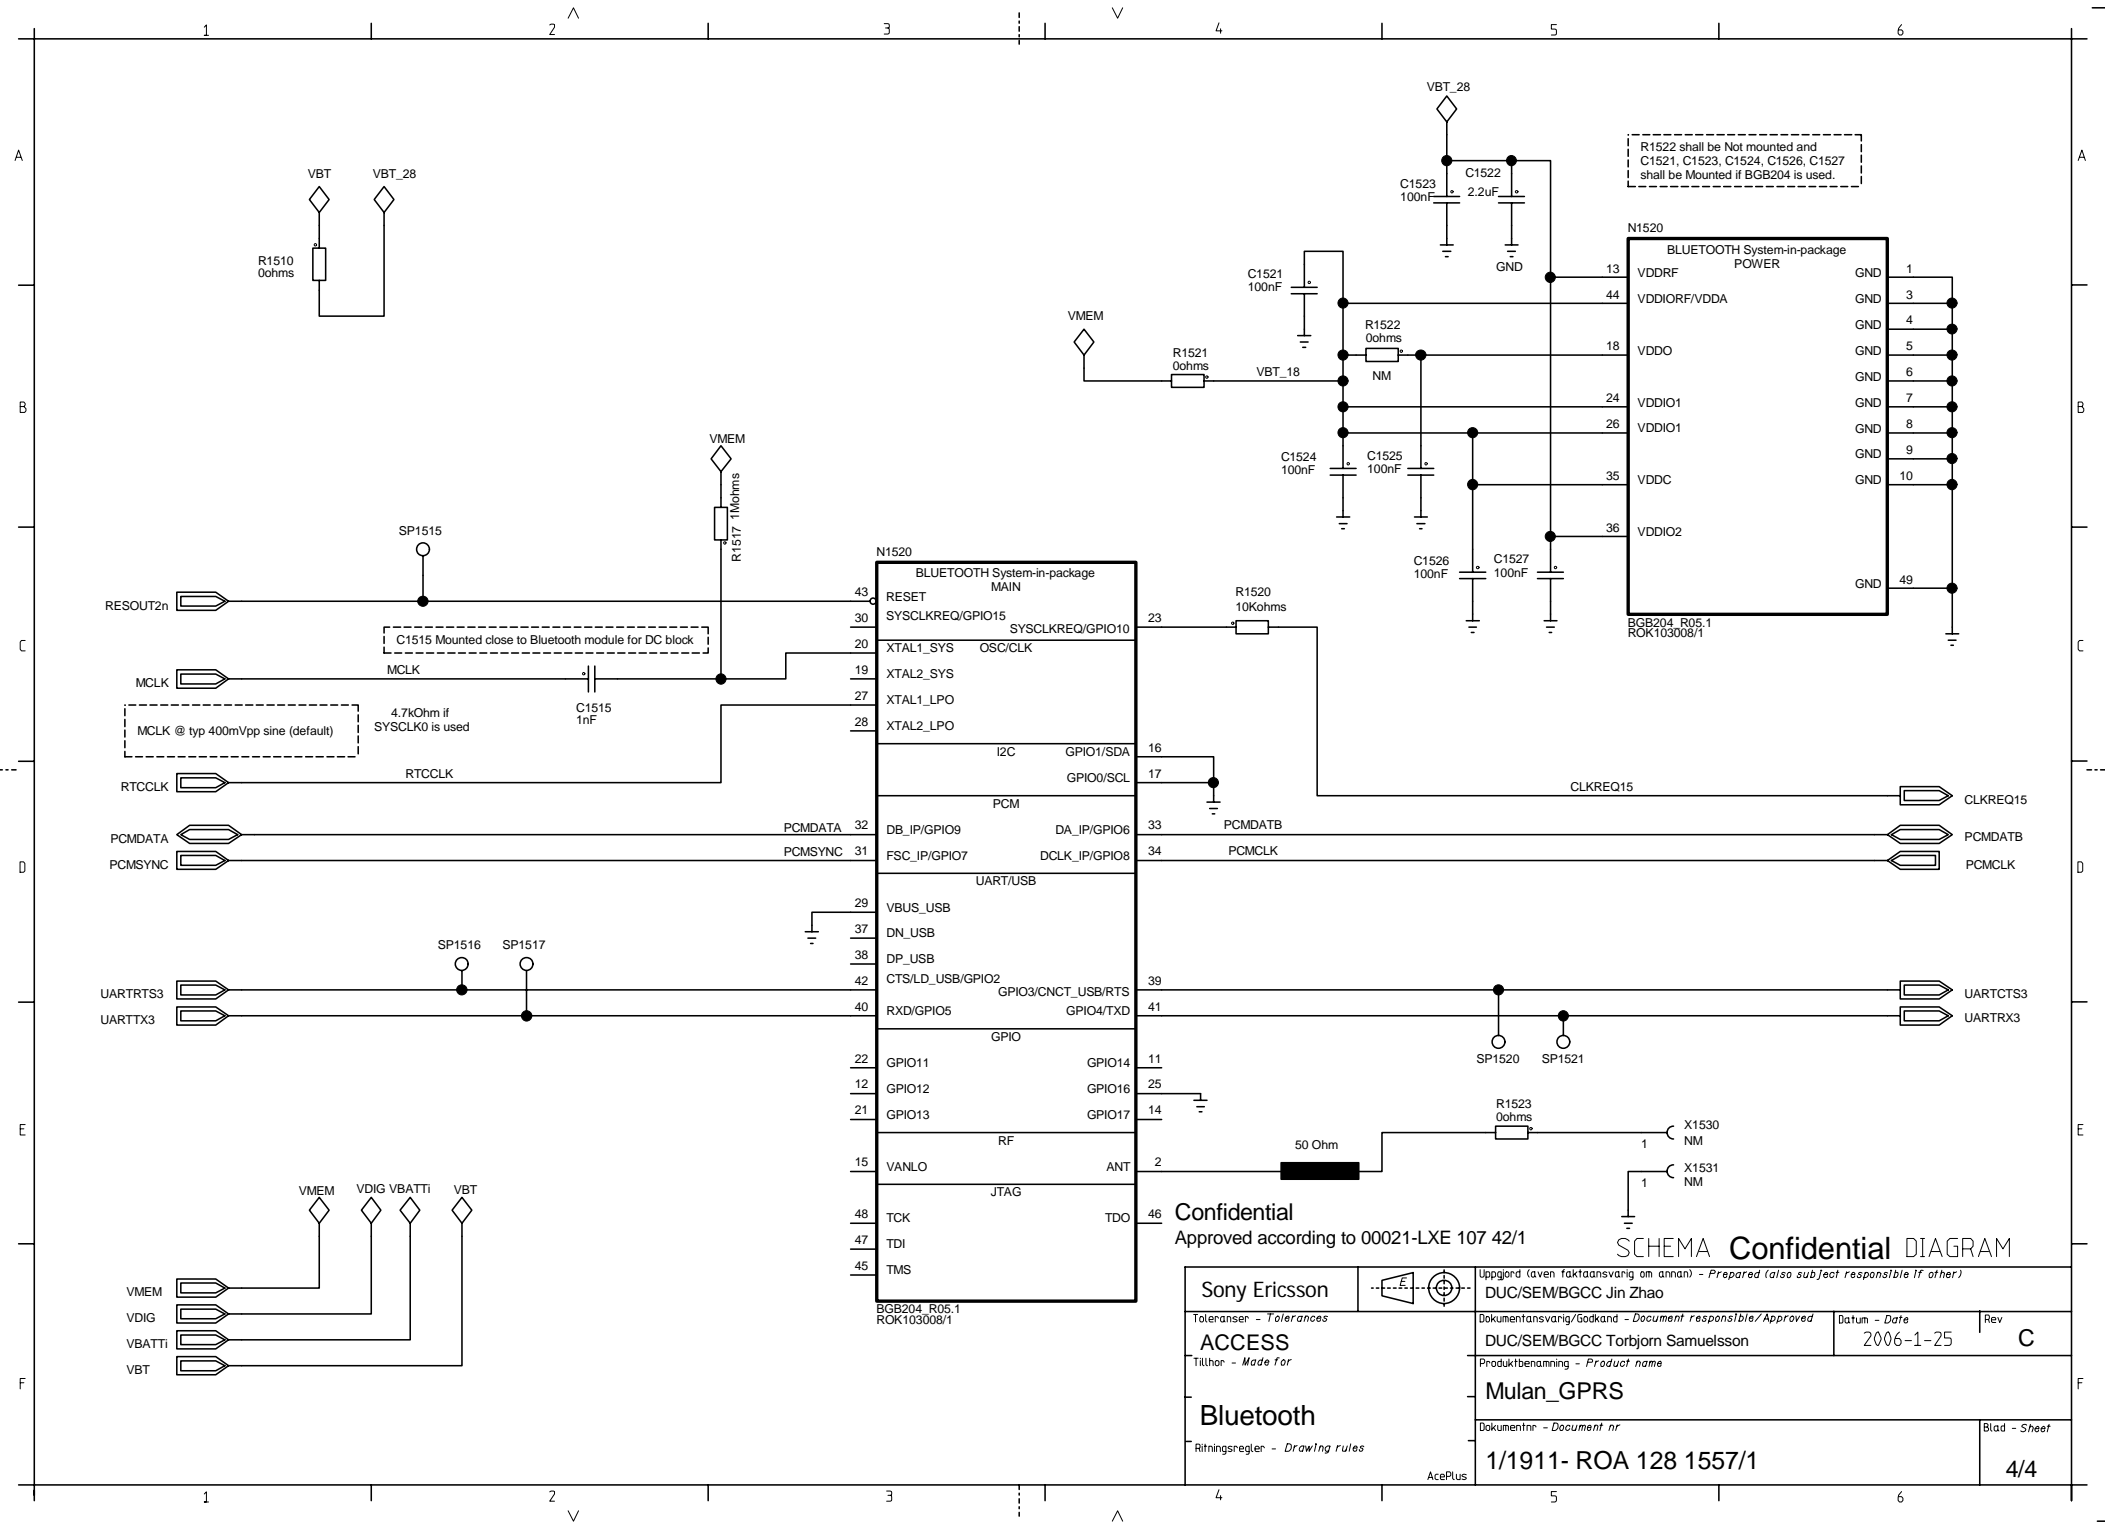 1 2 3 4 5 6
A
A
VBT_28
R1522 shall be Not mounted and
C1521, C1523, C1524, C1526, C1527
shall be Mounted if BGB204 is used.
VBT
VBT_28
C1523
100nF
C1522
2.2uF
GND
R1510
0ohms
C1521
100nF
N1520
BLUETOOTH System-in-package
POWER
13 VDDRF
44 VDDIORF/VDDA
18 VDDO
24 VDDIO1
26 VDDIO1
35 VDDC
36 VDDIO2
GND 1
GND 3
GND 4
GND 5
GND 6
GND 7
GND 8
GND 9
GND 10
GND 49
BGB204_R05.1
ROK103008/1
VMEM
R1521
0ohms
VBT_18
R1522
0ohms
NM
B
B
C1524
100nF
C1525
100nF
C1526
100nF
C1527
100nF
VMEM
R1517 1Mohms
SP1515
RESOUT2n
C1515 Mounted close to Bluetooth module for DC block
C
C
MCLK
MCLK
C1515
1nF
MCLK @ typ 400mVpp sine (default)
4.7kOhm if
SYSCLK0 is used
RTCCLK
RTCCLK
PCMDATA
PCMDATA
PCMSYNC
PCMSYNC
D
D
SP1516
SP1517
UARTRTS3
UARTTX3
N1520
BLUETOOTH System-in-package
MAIN
43 RESET
30 SYSCLKREQ/GPIO15
SYSCLKREQ/GPIO10 23
20 XTAL1_SYS OSC/CLK
19 XTAL2_SYS
27 XTAL1_LPO
28 XTAL2_LPO
I2C GPIO1/SDA 16
GPIO0/SCL 17
PCM
32 DB_IP/GPIO9 DA_IP/GPIO6 33
31 FSC_IP/GPIO7 DCLK_IP/GPIO8 34
UART/USB
29 VBUS_USB
37 DN_USB
38 DP_USB
42 CTS/LD_USB/GPIO2
GPIO3/CNCT_USB/RTS 39
40 RXD/GPIO5 GPIO4/TXD 41
GPIO
22 GPIO11 GPIO14 11
12 GPIO12 GPIO16 25
21 GPIO13 GPIO17 14
RF
15 VANLO ANT 2
JTAG
48 TCK TDO 46
47 TDI
45 TMS
BGB204_R05.1
ROK103008/1
R1520
10Kohms
CLKREQ15
CLKREQ15
PCMDATB
PCMDATB
PCMCLK
PCMCLK
UARTCTS3
UARTRX3
SP1520
SP1521
E
E
50 Ohm
R1523
0ohms
1
X1530
NM
1
X1531
NM
VMEM VDIG VBATTi VBT
VMEM
VDIG
VBATTi
VBT
F
F
Confidential
Approved according to 00021-LXE 107 42/1
SCHEMA Confidential DIAGRAM
Sony Ericsson
E
Uppgjord (aven faktaansvarig om annan) - Prepared (also subject responsible if other)
DUC/SEM/BGCC Jin Zhao
Toleranser - Tolerances
ACCESS
Dokumentansvarig/Godkand - Document responsible/Approved
DUC/SEM/BGCC Torbjorn Samuelsson
Datum - Date
2006-1-25
Rev
C
Tillhor - Made for
Bluetooth
Produktbenamning - Product name
Mulan_GPRS
Ritningsregler - Drawing rules
AcePlus
Dokumentnr - Document nr
1/1911- ROA 128 1557/1
Blad - Sheet
4/4
1 2 3 4 5 6